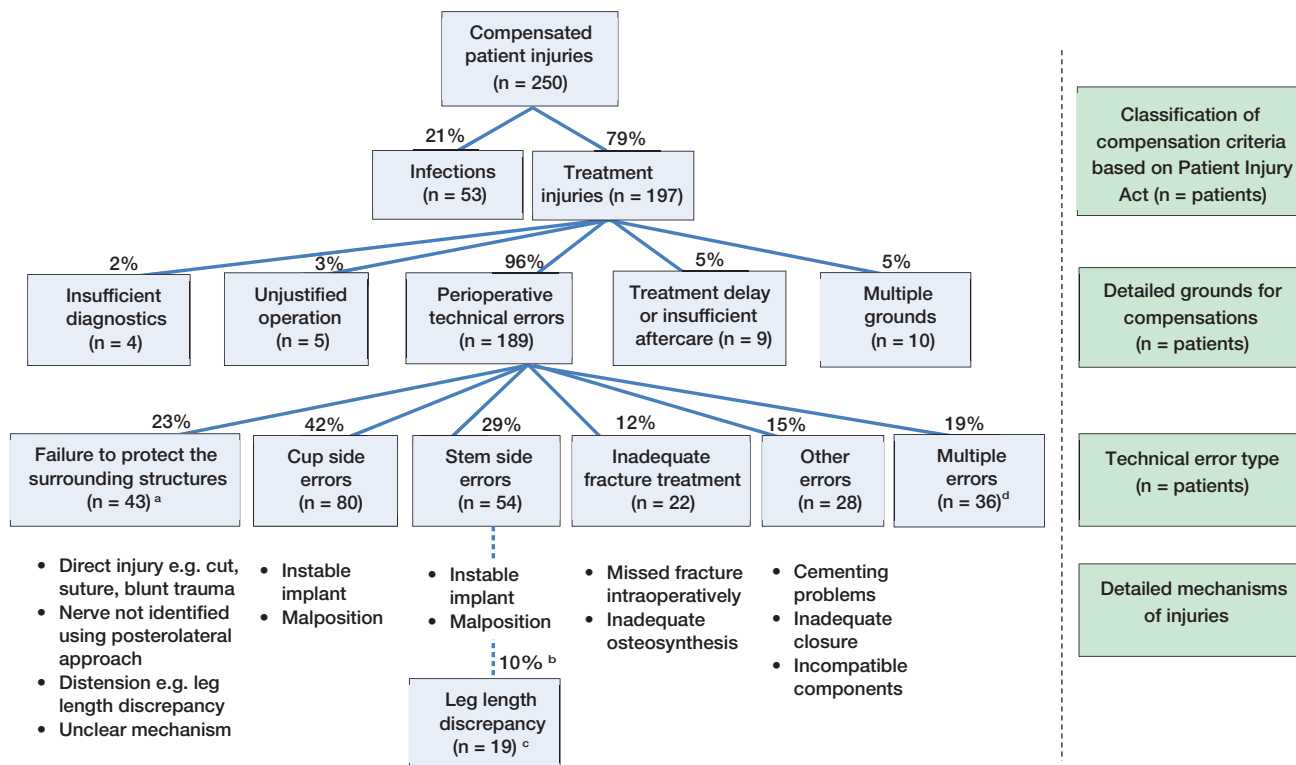 Compensated
patient injuries
(n = 250)
21%
79%
Infections
(n = 53)
Treatment
injuries (n = 197)
Classification of
compensation criteria
based on Patient Injury
Act (n = patients)
2%
3%
96%
5%
5%
Insufficient
diagnostics
(n = 4)
Unjustified
operation
(n = 5)
Perioperative
technical errors
(n = 189)
Treatment delay
or insufficient
aftercare (n = 9)
Multiple
grounds
(n = 10)
Detailed grounds for
compensations
(n = patients)
23%
42%
29%
12%
15%
19%
Failure to protect the
surrounding structures
(n = 43) a
Cup side
errors
(n = 80)
Stem side
errors
(n = 54)
Inadequate
fracture treatment
(n = 22)
Other
errors
(n = 28)
Multiple
errors
(n = 36)d
Technical error type
(n = patients)
• Direct injury e.g. cut,
suture, blunt trauma
• Nerve not identified
using posterolateral
approach
• Distension e.g. leg
length discrepancy
• Unclear mechanism
• Instable
implant
• Malposition
• Instable
implant
• Malposition
• Missed fracture
intraoperatively
• Inadequate
osteosynthesis
• Cementing
problems
• Inadequate
closure
• Incompatible
components
Detailed mechanisms
of injuries
10% b
Leg length
discrepancy
(n = 19) c